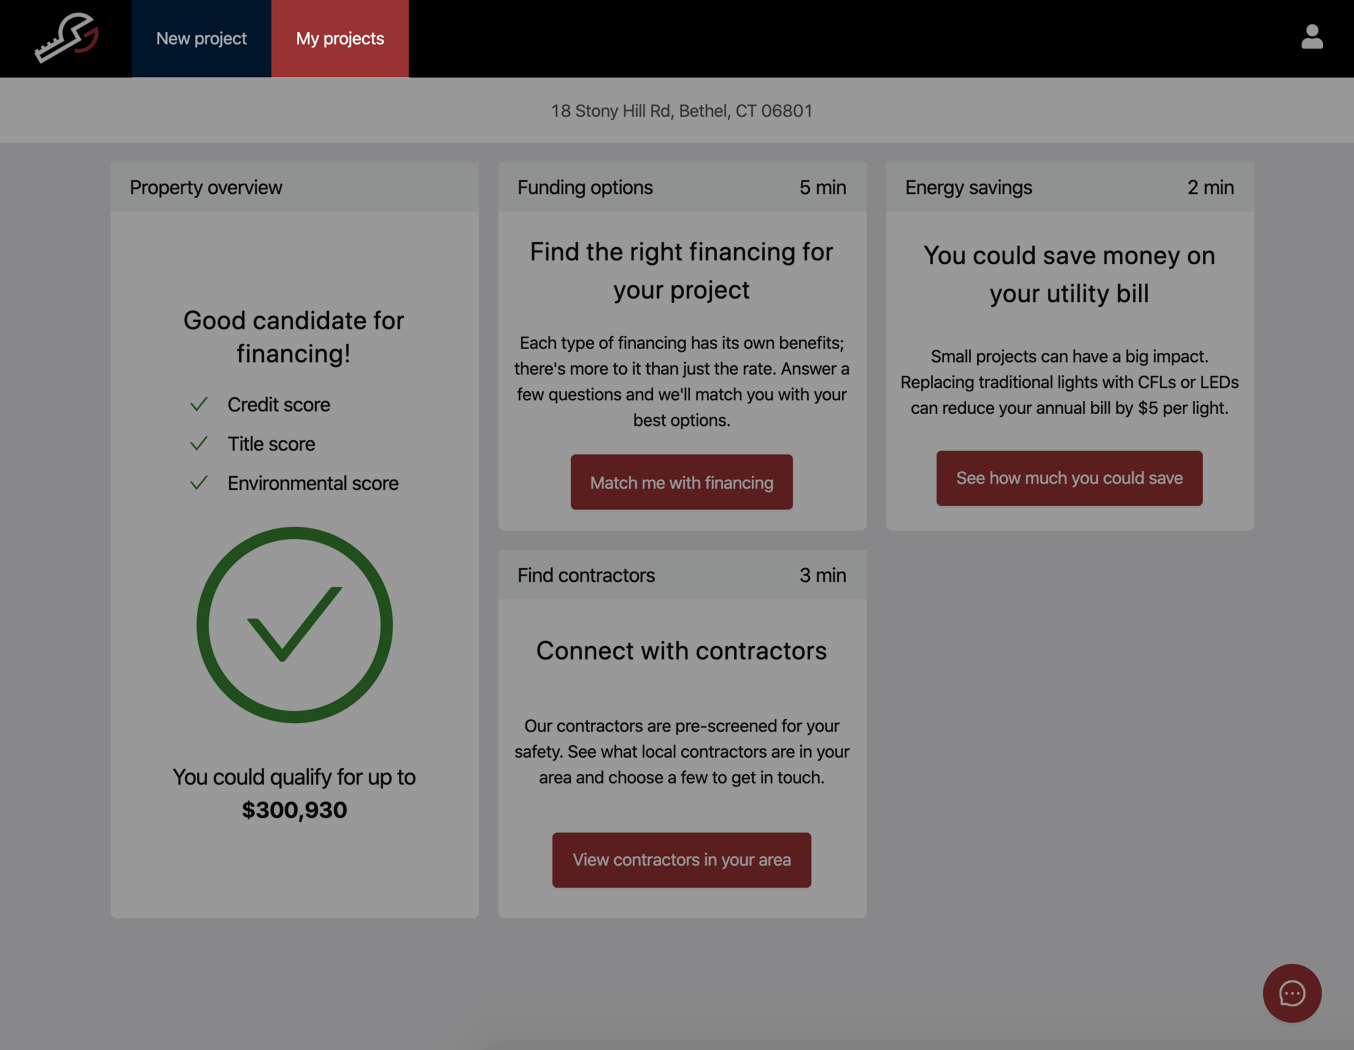 New project
My projects
18 Stony Hill Rd, Bethel, CT 06801
Property overview
Good candidate for
financing!
Credit score
Title score
Environmental score
You could qualify for up to
$300,930
Funding options
5 min
Find the right financing for
your project
Each type of financing has its own benefits;
there's more to it than just the rate. Answer a
few questions and we'll match you with your
best options.
Match me with financing
Energy savings
2 min
You could save money on
your utility bill
Small projects can have a big impact.
Replacing traditional lights with CFLs or LEDs
can reduce your annual bill by $5 per light.
See how much you could save
Find contractors
3 min
Connect with contractors
Our contractors are pre-screened for your
safety. See what local contractors are in your
area and choose a few to get in touch.
View contractors in your area